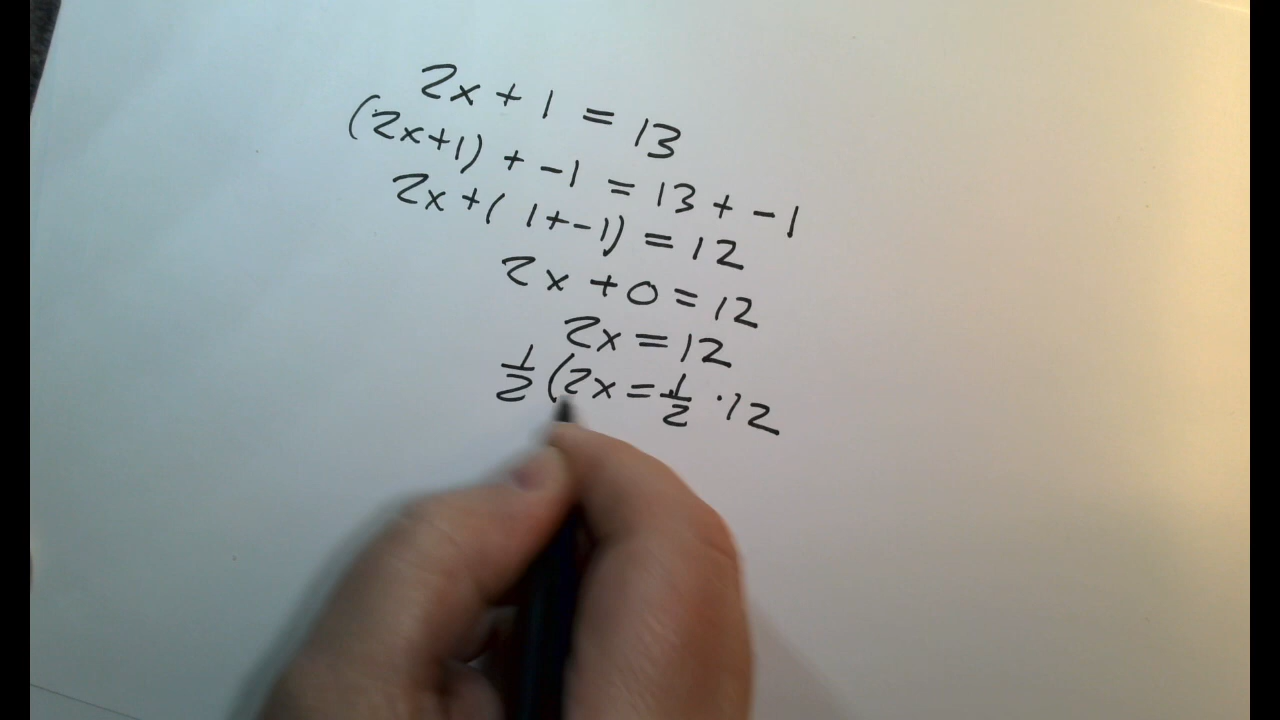 2x + 1 = 13
(2x+1) + -1 = 13 + -1
2x + (1 + -1) = 12
2x + 0 = 12
2x = 12
1/2 (2x = 1/2 · 12